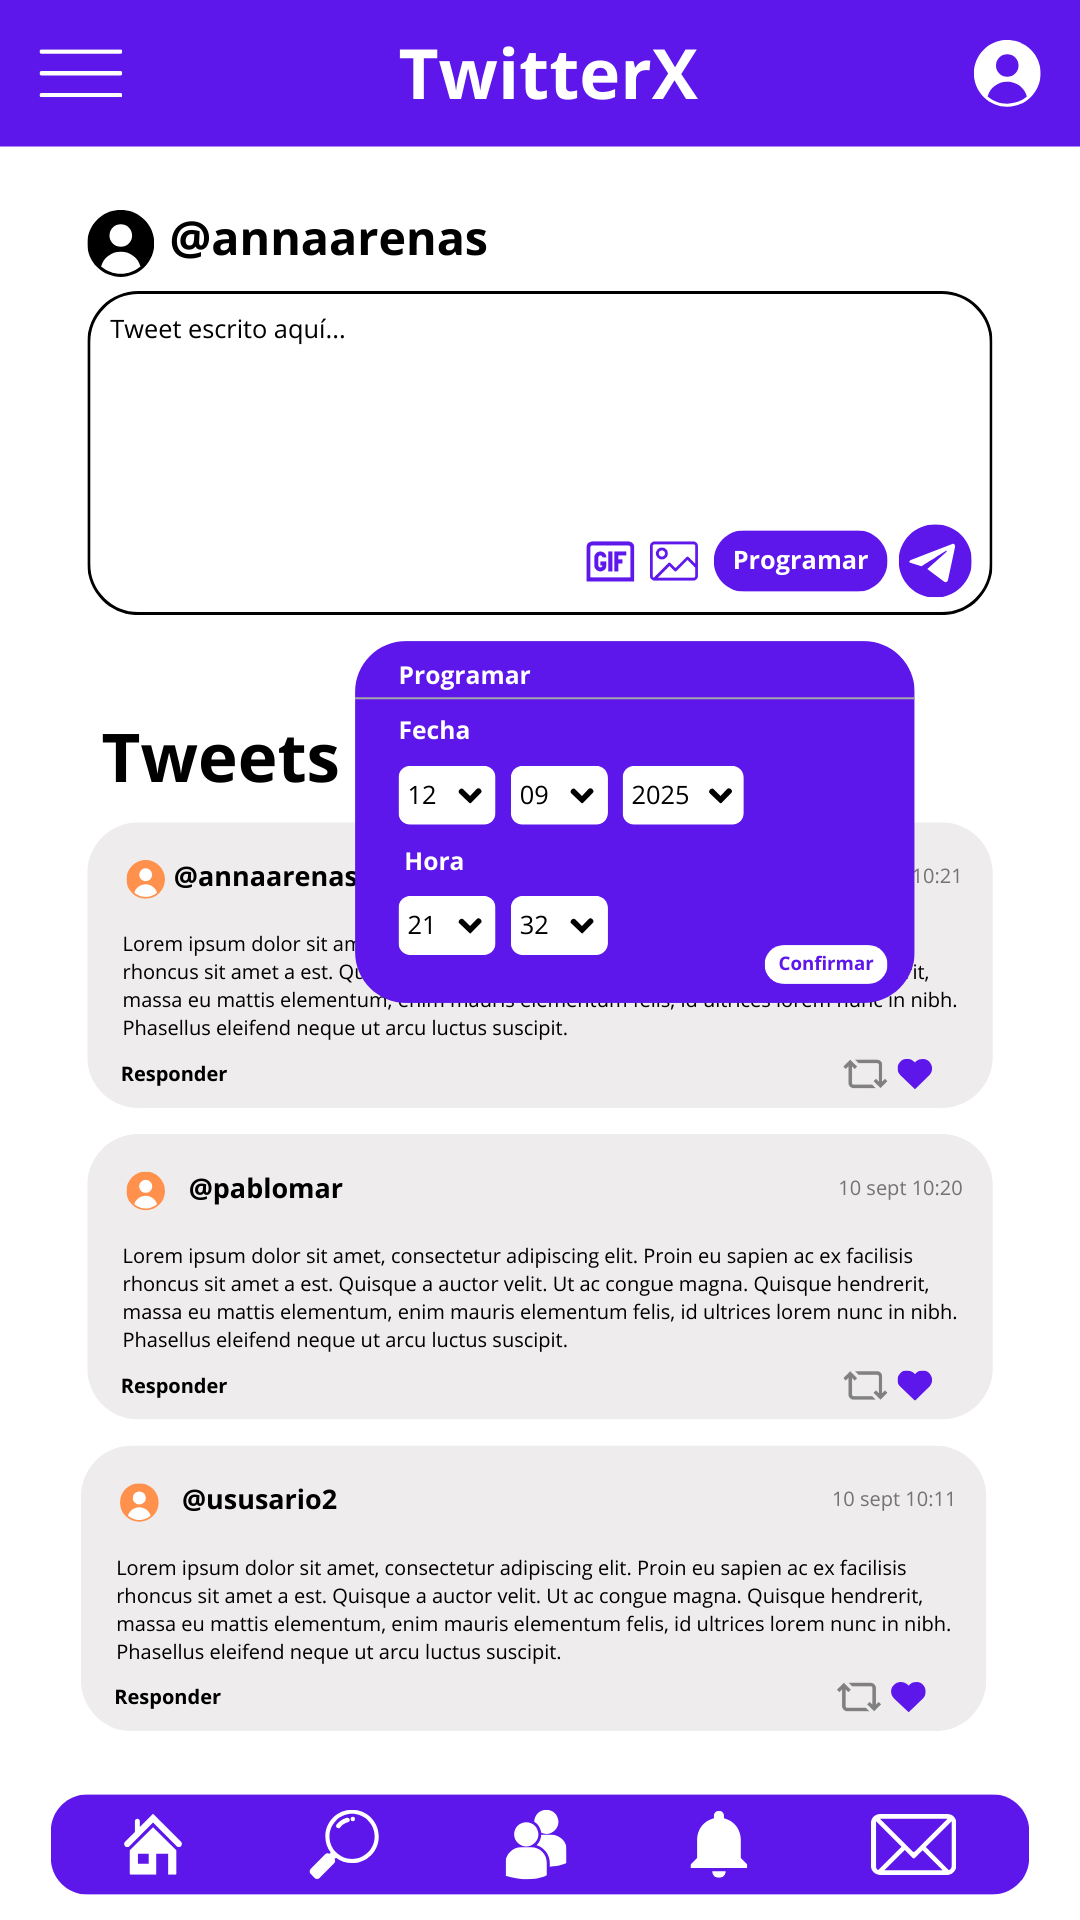 TwitterX
@annaarenas
Tweet escrito aquí...
GIF
Programar
Programar
Fecha
12 09 2025
Hora
21 32
Confirmar
Tweets
@annaarenas 10:21
Lorem ipsum dolor sit am
rhoncus sit amet a est. Qu it,
massa eu mattis elementum, enim mauris elementum felis, id ultrices lorem nunc in nibh.
Phasellus eleifend neque ut arcu luctus suscipit.
Responder
@pablomar 10 sept 10:20
Lorem ipsum dolor sit amet, consectetur adipiscing elit. Proin eu sapien ac ex facilisis
rhoncus sit amet a est. Quisque a auctor velit. Ut ac congue magna. Quisque hendrerit,
massa eu mattis elementum, enim mauris elementum felis, id ultrices lorem nunc in nibh.
Phasellus eleifend neque ut arcu luctus suscipit.
Responder
@ususario2 10 sept 10:11
Lorem ipsum dolor sit amet, consectetur adipiscing elit. Proin eu sapien ac ex facilisis
rhoncus sit amet a est. Quisque a auctor velit. Ut ac congue magna. Quisque hendrerit,
massa eu mattis elementum, enim mauris elementum felis, id ultrices lorem nunc in nibh.
Phasellus eleifend neque ut arcu luctus suscipit.
Responder